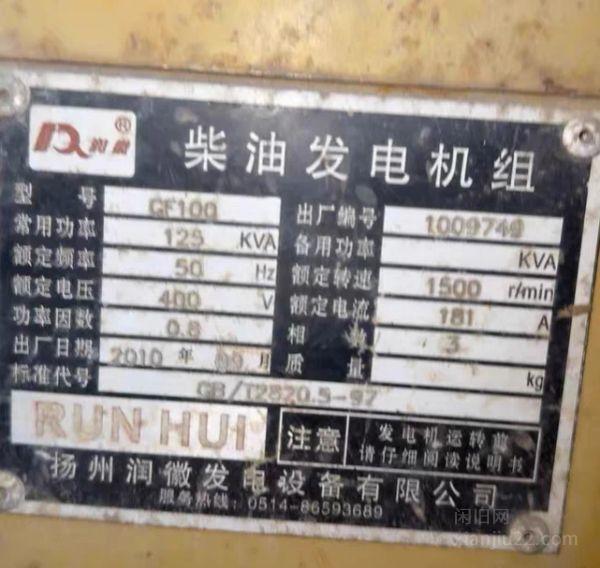 润徽®
柴油发电机组
型号 GF100 出厂编号 1009749
常用功率 125 KVA 备用功率 KVA
额定频率 50 Hz 额定转速 1500 r/min
额定电压 400 V 额定电流 181 A
功率因数 0.8 相数 3
出厂日期 2010 年 09 月 质量 kg
标准代号 GB/T2820.5-97
RUN HUI
注意
发电机运转前
请仔细阅读说明书
扬州润徽发电设备有限公司
服务热线：0514-86593689
闲旧网
xianjiu22.com